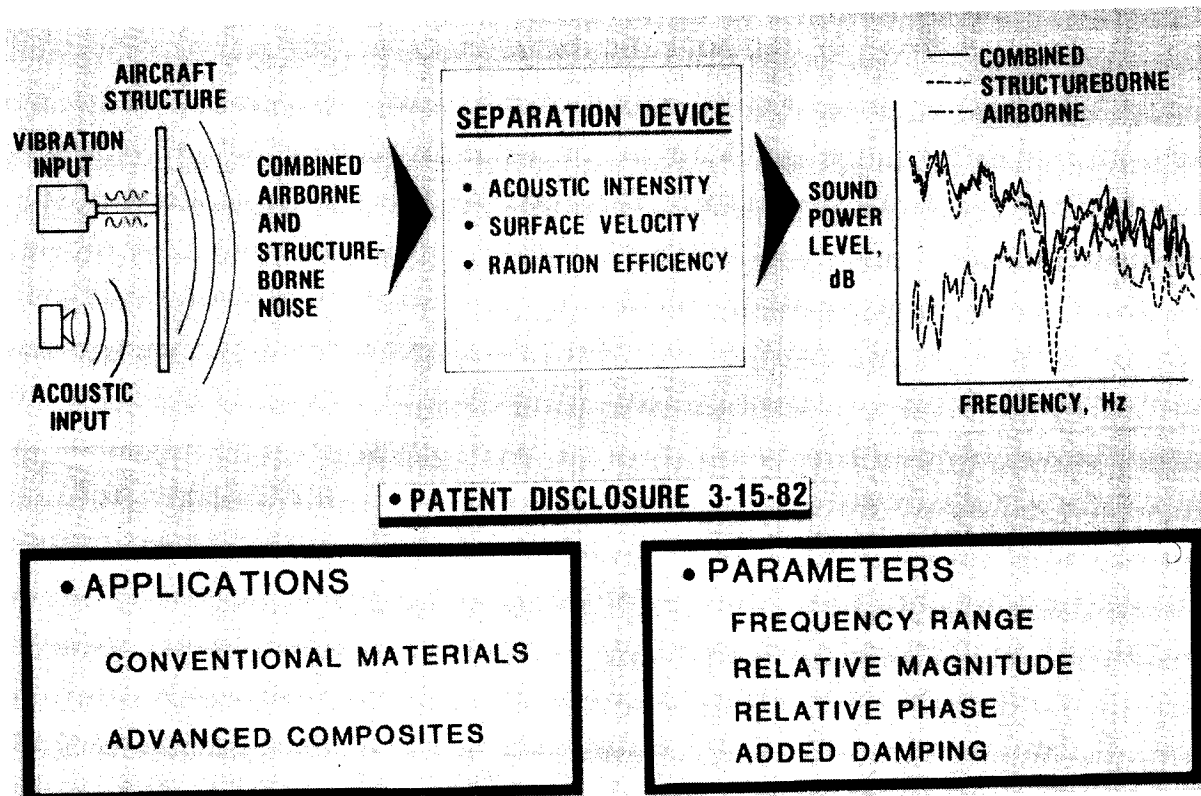 AIRCRAFT
STRUCTURE
VIBRATION
INPUT
ACOUSTIC
INPUT
COMBINED
AIRBORNE
AND
STRUCTURE-
BORNE
NOISE
SEPARATION DEVICE
• ACOUSTIC INTENSITY
• SURFACE VELOCITY
• RADIATION EFFICIENCY
SOUND
POWER
LEVEL,
dB
COMBINED
STRUCTUREBORNE
AIRBORNE
FREQUENCY, Hz
• PATENT DISCLOSURE 3-15-82
• APPLICATIONS
CONVENTIONAL MATERIALS
ADVANCED COMPOSITES
• PARAMETERS
FREQUENCY RANGE
RELATIVE MAGNITUDE
RELATIVE PHASE
ADDED DAMPING